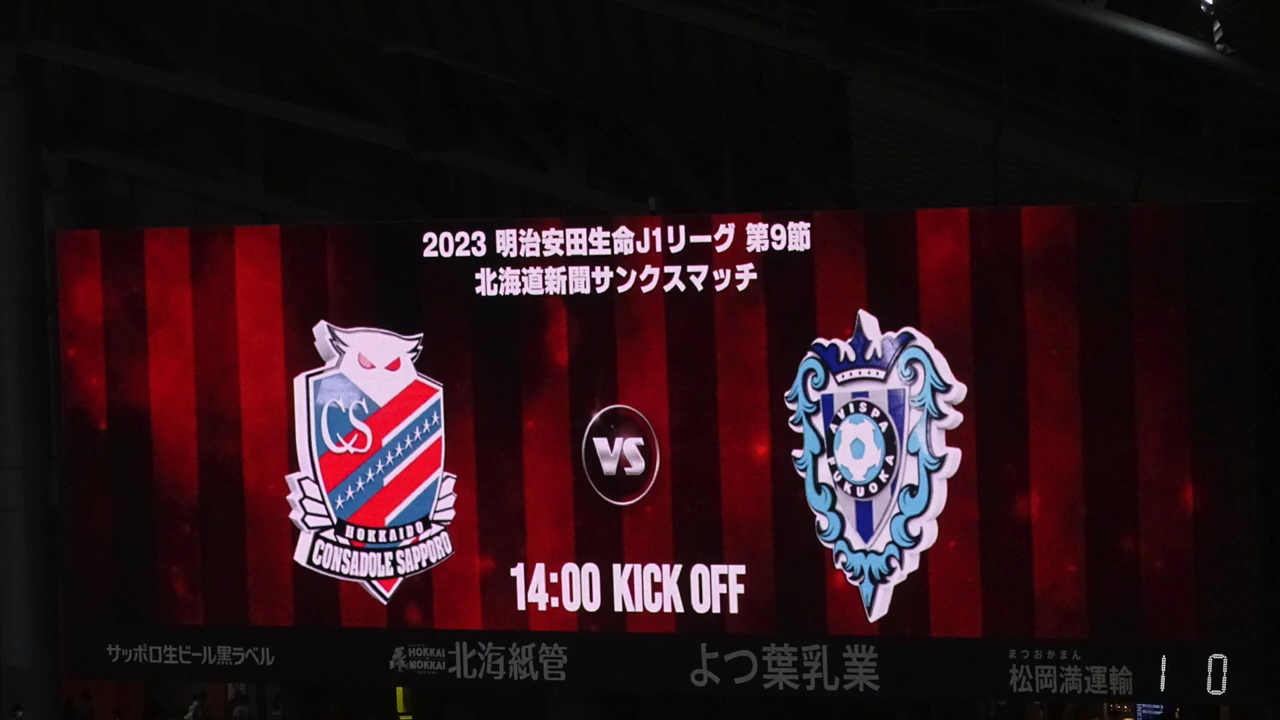 2023 明治安田生命J1リーグ 第9節
北海道新聞サンクスマッチ
CS
HOKKAIDO
CONSADOLE SAPPORO
VS
AVISPA
FUKUOKA
14:00 KICK OFF
サッポロ生ビール黒ラベル
HOKKAI
MOKKAI
北海紙管
よつ葉乳業
まつおかまん
松岡満運輸
10